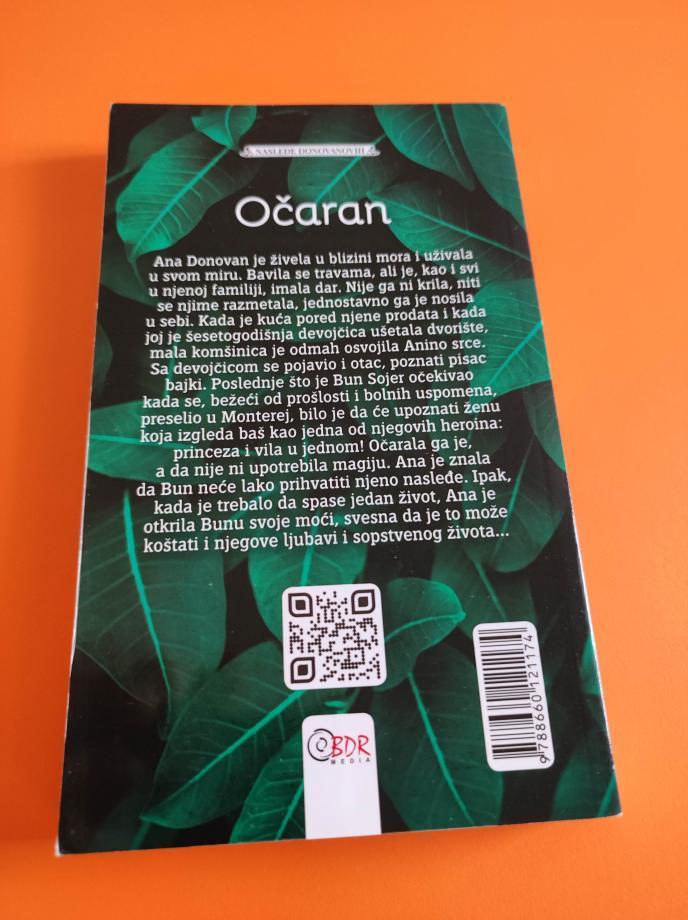 NASLEĐE DONOVANOVIH
Očaran
Ana Donovan je živela u blizini mora i uživala
u svom miru. Bavila se travama, ali je, kao i svi
u njenoj familiji, imala dar. Nije ga ni krila, niti
se njime razmetala, jednostavno ga je nosila
u sebi. Kada je kuća pored njene prodata i kada
joj je šesetogodišnja devojčica ušetala dvorište,
mala komšinica je odmah osvojila Anino srce.
Sa devojčicom se pojavio i otac, poznati pisac
bajki. Poslednje što je Bun Sojer očekivao
kada se, bežeći od prošlosti i bolnih uspomena,
preselio u Monterej, bilo je da će upoznati ženu
koja izgleda baš kao jedna od njegovih heroina:
princeza i vila u jednom! Očarala ga je,
a da nije ni upotrebila magiju. Ana je znala
da Bun neće lako prihvatiti njeno nasleđe. Ipak,
kada je trebalo da spase jedan život, Ana je
otkrila Bunu svoje moći, svesna da je to može
koštati i njegove ljubavi i sopstvenog života...
BDR
MEDIA
9788660121174